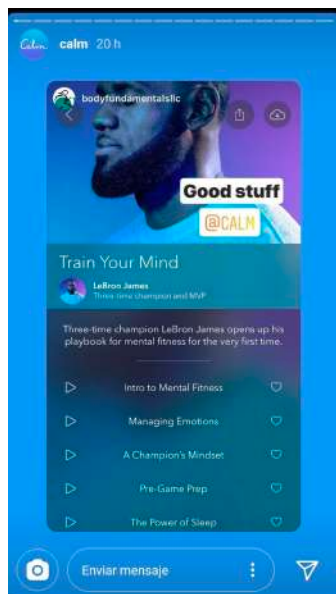 Calm calm 20 h
bodyfundamentalsllc
Good stuff
@CALM
Train Your Mind
LeBron James
Three-time champion and MVP
Three-time champion LeBron James opens up his
playbook for mental fitness for the very first time.
Intro to Mental Fitness
Managing Emotions
A Champion's Mindset
Pre-Game Prep
The Power of Sleep
Enviar mensaje